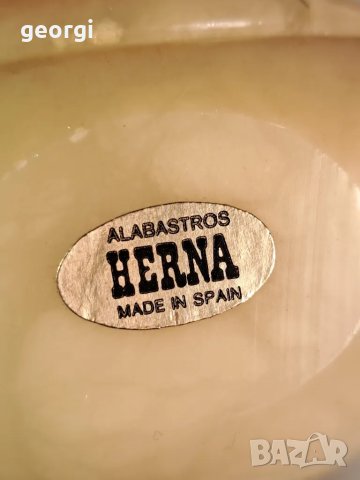 georgi
ALABASTROS
HERNA
MADE IN SPAIN
BAZAR